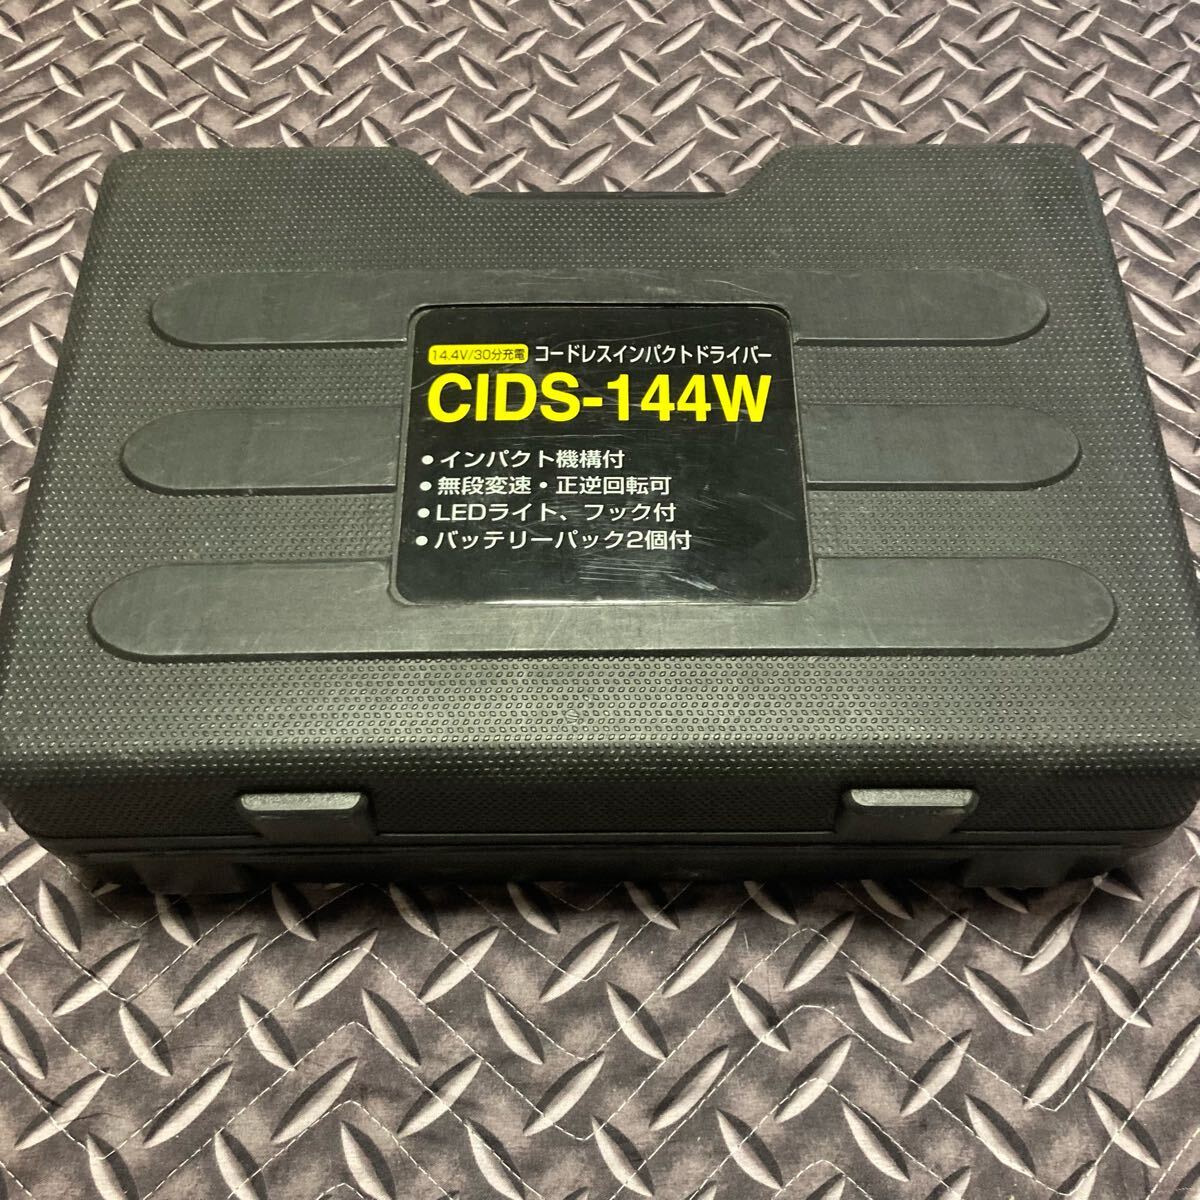 14.4V/30分充電 コードレスインパクトドライバー
CIDS-144W
●インパクト機構付
●無段変速・正逆回転可
●LEDライト、フック付
●バッテリーパック2個付